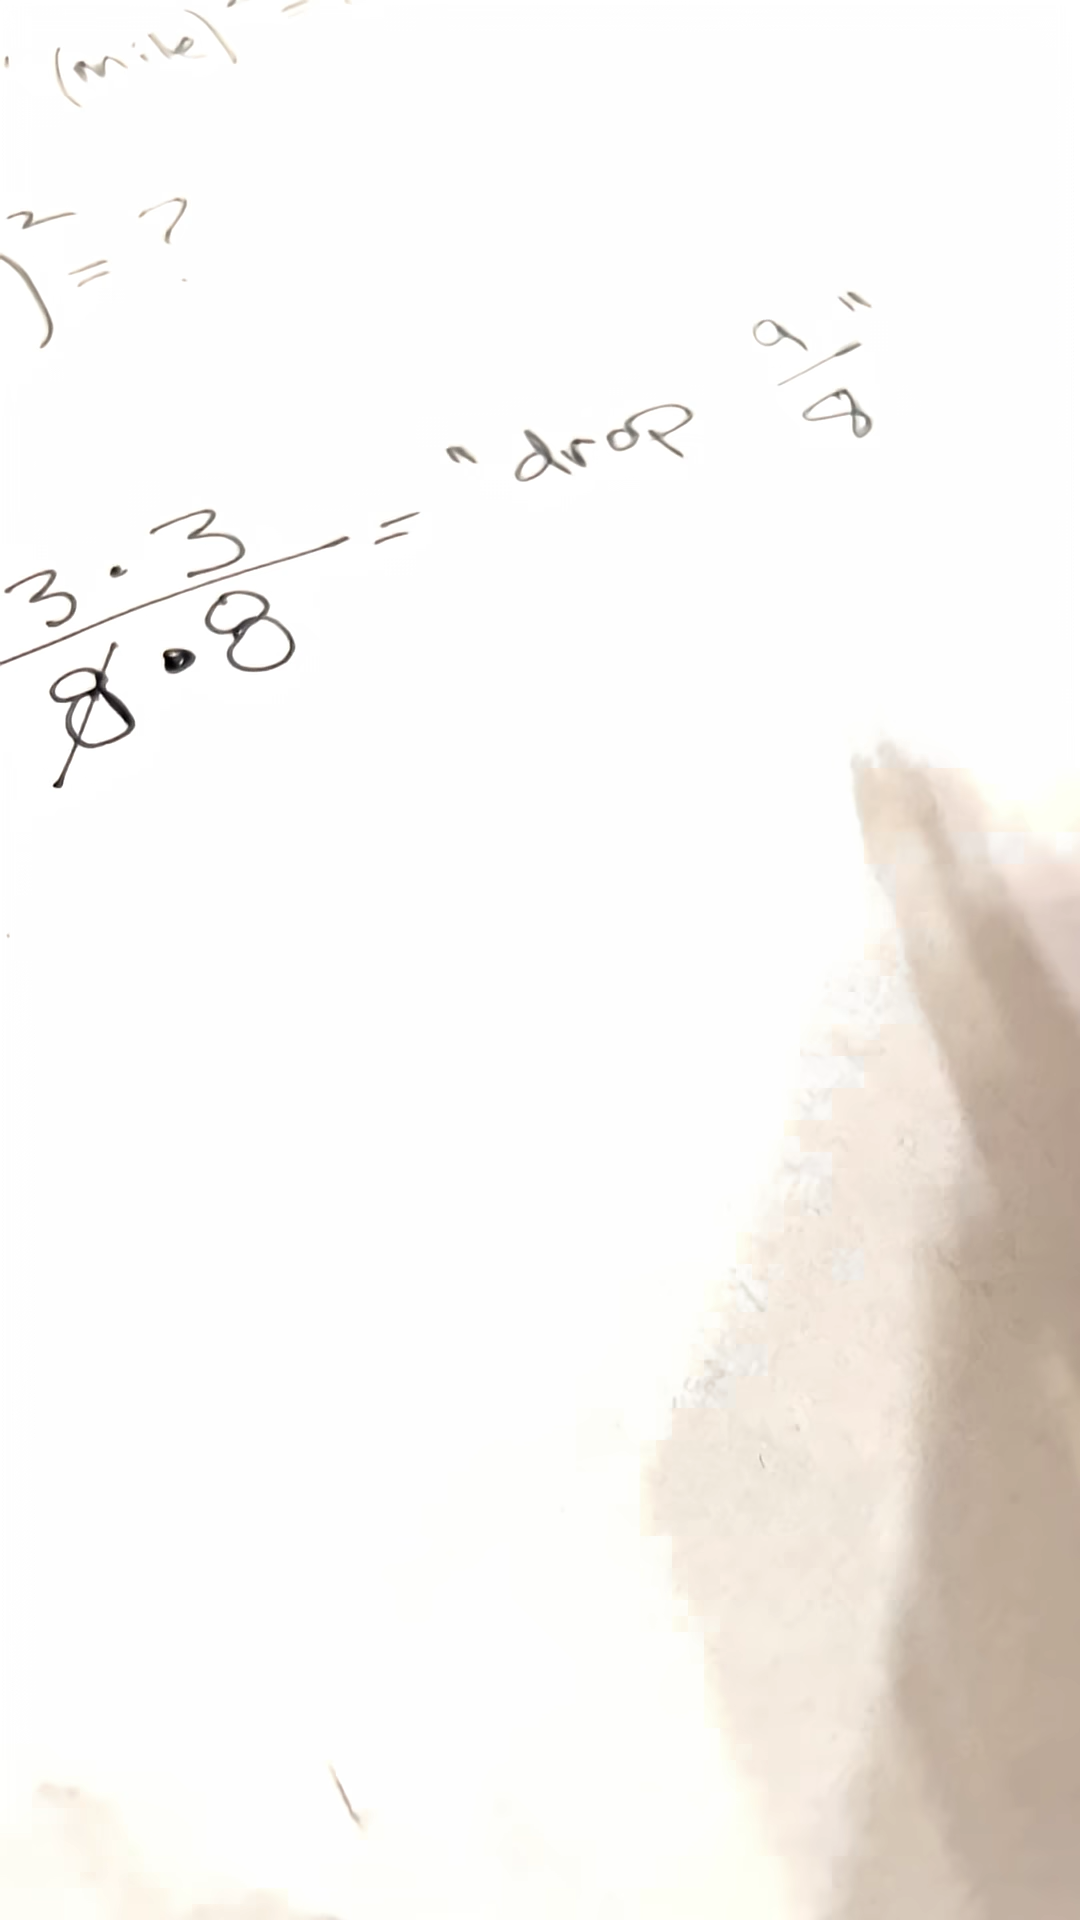 (mile)
)² = ?
3 · 3 / 8 · 8 = "drop 9/8"